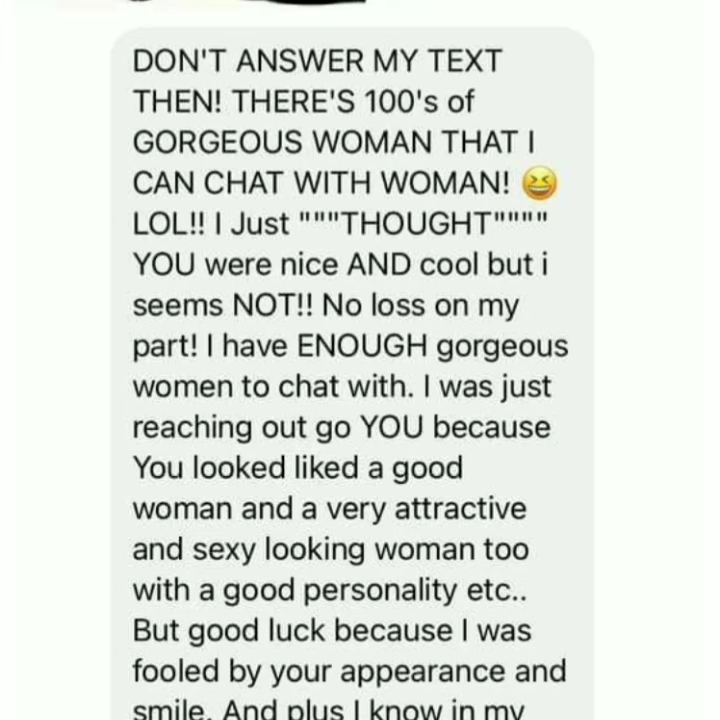 DON'T ANSWER MY TEXT
THEN! THERE'S 100's of
GORGEOUS WOMAN THAT I
CAN CHAT WITH WOMAN! 😆
LOL!! I Just """THOUGHT""""
YOU were nice AND cool but i
seems NOT!! No loss on my
part! I have ENOUGH gorgeous
women to chat with. I was just
reaching out go YOU because
You looked liked a good
woman and a very attractive
and sexy looking woman too
with a good personality etc..
But good luck because I was
fooled by your appearance and
smile. And plus I know in my